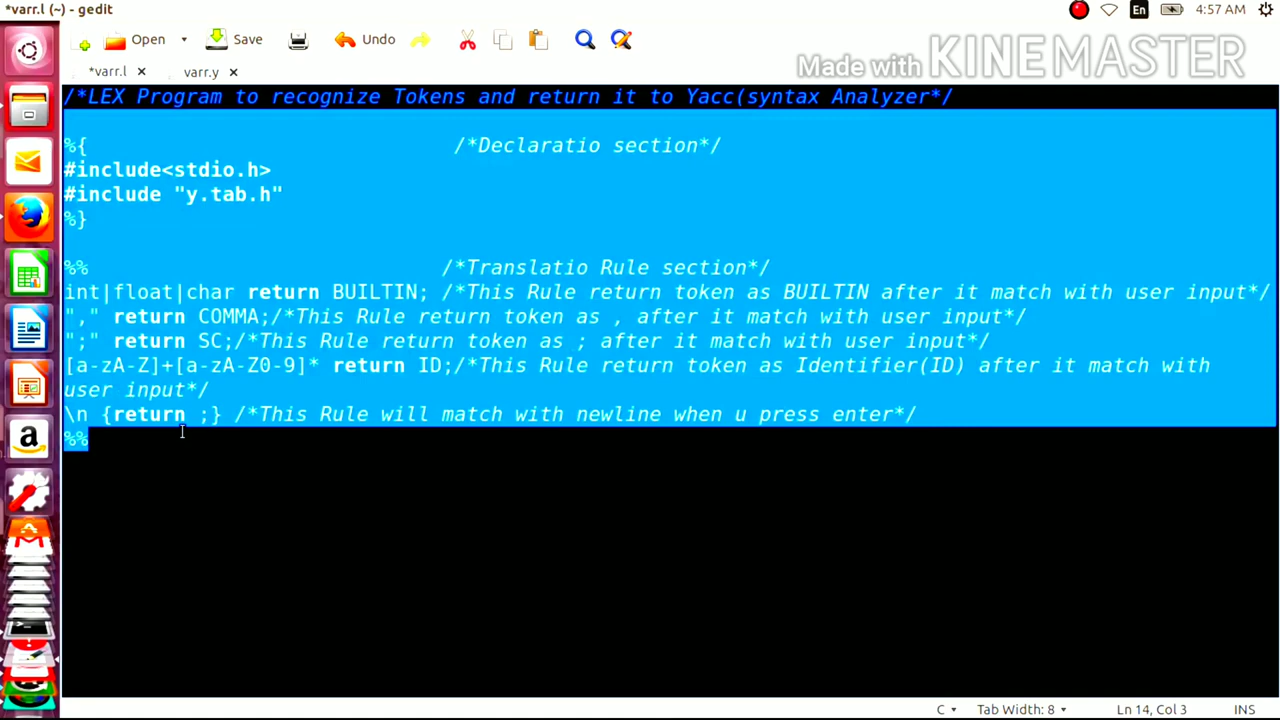 *varr.l (~) - gedit
En
4:57 AM
Open
Save
Undo
*varr.l
varr.y
Made with KINEMASTER
/*LEX Program to recognize Tokens and return it to Yacc(syntax Analyzer*/
%{ /*Declaratio section*/
#include<stdio.h>
#include "y.tab.h"
%}
%% /*Translatio Rule section*/
int|float|char return BUILTIN; /*This Rule return token as BUILTIN after it match with user input*/
"," return COMMA;/*This Rule return token as , after it match with user input*/
";" return SC;/*This Rule return token as ; after it match with user input*/
[a-zA-Z]+[a-zA-Z0-9]* return ID;/*This Rule return token as Identifier(ID) after it match with
user input*/
\n {return ;} /*This Rule will match with newline when u press enter*/
%%
C
Tab Width: 8
Ln 14, Col 3
INS